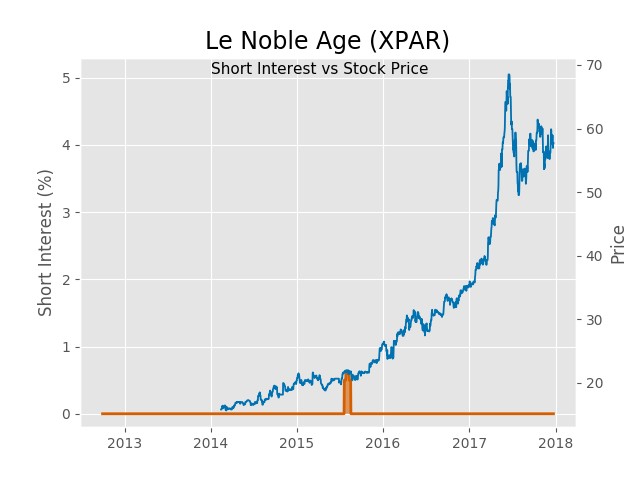 Le Noble Age (XPAR)
Short Interest vs Stock Price
Short Interest (%)
5
4
3
2
1
0
70
60
50
40
30
20
Price
2013 2014 2015 2016 2017 2018